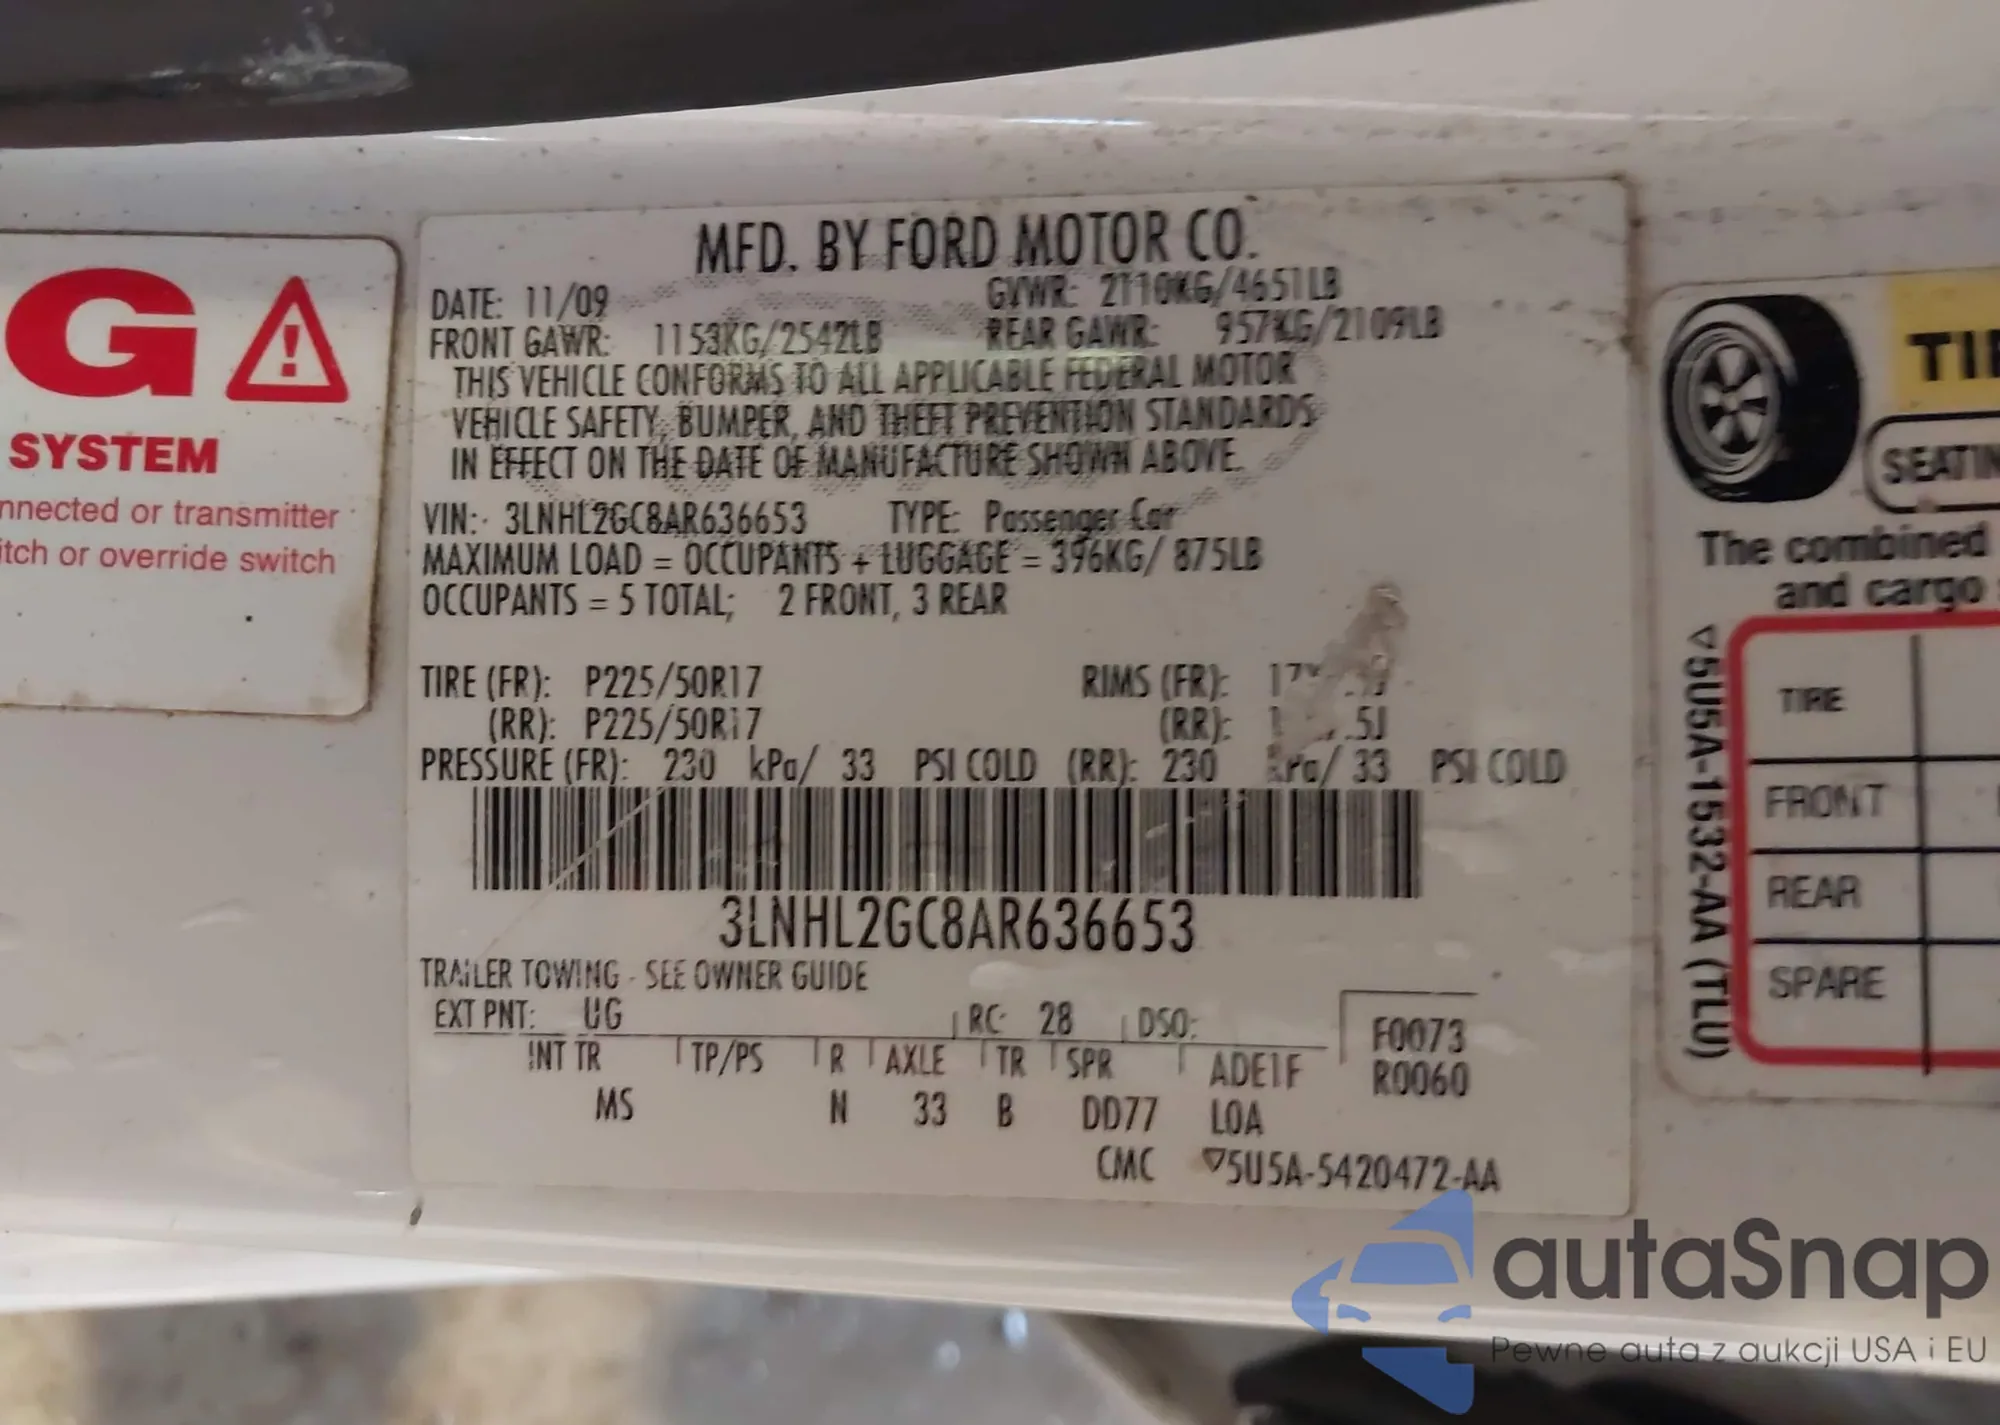 G
SYSTEM
nnected or transmitter
itch or override switch
MFD. BY FORD MOTOR CO.
DATE: 11/09 GVWR: 2110KG/4651LB
FRONT GAWR: 1153KG/2542LB REAR GAWR: 957KG/2109LB
THIS VEHICLE CONFORMS TO ALL APPLICABLE FEDERAL MOTOR
VEHICLE SAFETY, BUMPER, AND THEFT PREVENTION STANDARDS
IN EFFECT ON THE DATE OF MANUFACTURE SHOWN ABOVE.
VIN: 3LNHL2GC8AR636653 TYPE: Passenger Car
MAXIMUM LOAD = OCCUPANTS + LUGGAGE = 396KG/ 875LB
OCCUPANTS = 5 TOTAL; 2 FRONT, 3 REAR
TIRE (FR): P225/50R17 RIMS (FR):
(RR): P225/50R17 (RR):
PRESSURE (FR): 230 kPa/ 33 PSI COLD (RR): 230 kPa/ 33 PSI COLD
3LNHL2GC8AR636653
TRAILER TOWING - SEE OWNER GUIDE
EXT PNT: UG RC: 28 DSO: F0073
INT TR TP/PS R AXLE TR SPR ADE1F R0060
MS N 33 B DD77 LOA
CMC ▽5U5A-5420472-AA
TI
SEATIN
The combined
and cargo
▽5U5A-1532-AA (TLU)
TIRE
FRONT
REAR
SPARE
autaSnap
Pewne auta z aukcji USA i EU